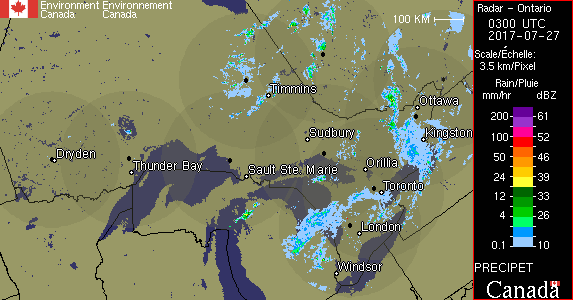 Environment Environnement
Canada Canada
100 KM
Timmins
Ottawa
Sudbury
Kingston
Dryden
Thunder Bay
Sault Ste. Marie
Orillia
Toronto
London
Windsor
Radar - Ontario
0300 UTC
2017-07-27
Scale/Échelle:
3.5 km/Pixel
Rain/Pluie
mm/hr dBZ
200 61
100 52
50 46
24 39
12 33
4 26
0.1 10
PRECIPET
Canada